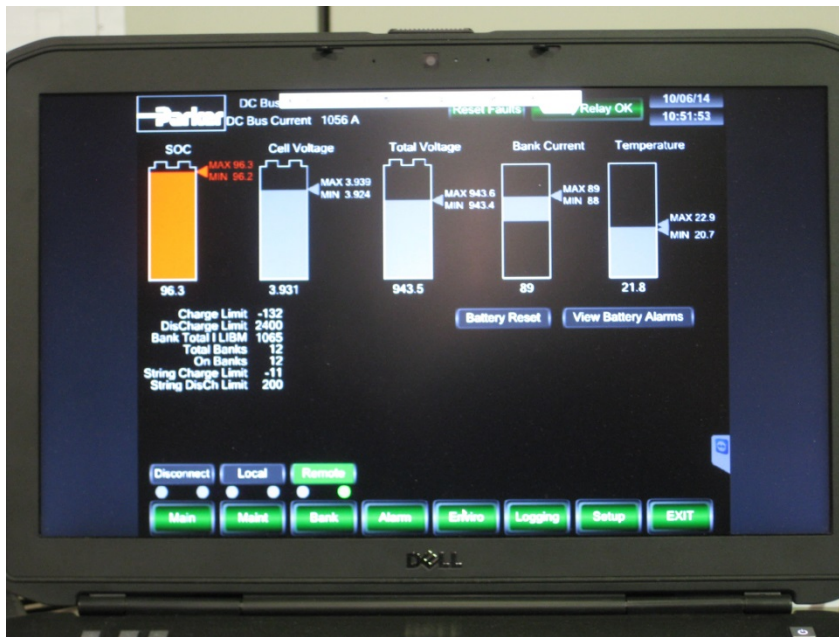 DC Bus
Reset Faults
Relay OK
10/06/14
Parker
DC Bus Current 1056 A
10:51:53
SOC
Cell Voltage
Total Voltage
Bank Current
Temperature
MAX 96.3
MIN 96.2
MAX 3.939
MIN 3.924
MAX 943.6
MIN 943.4
MAX 89
MIN 88
MAX 22.9
MIN 20.7
96.3
3.931
943.5
89
21.8
Charge Limit -132
DisCharge Limit 2400
Bank Total I LIBM 1065
Total Banks 12
On Banks 12
String Charge Limit -11
String DisCh Limit 200
Battery Reset
View Battery Alarms
Disconnect
Local
Remote
Main
Maint
Bank
Alarm
Enviro
Logging
Setup
EXIT
DELL